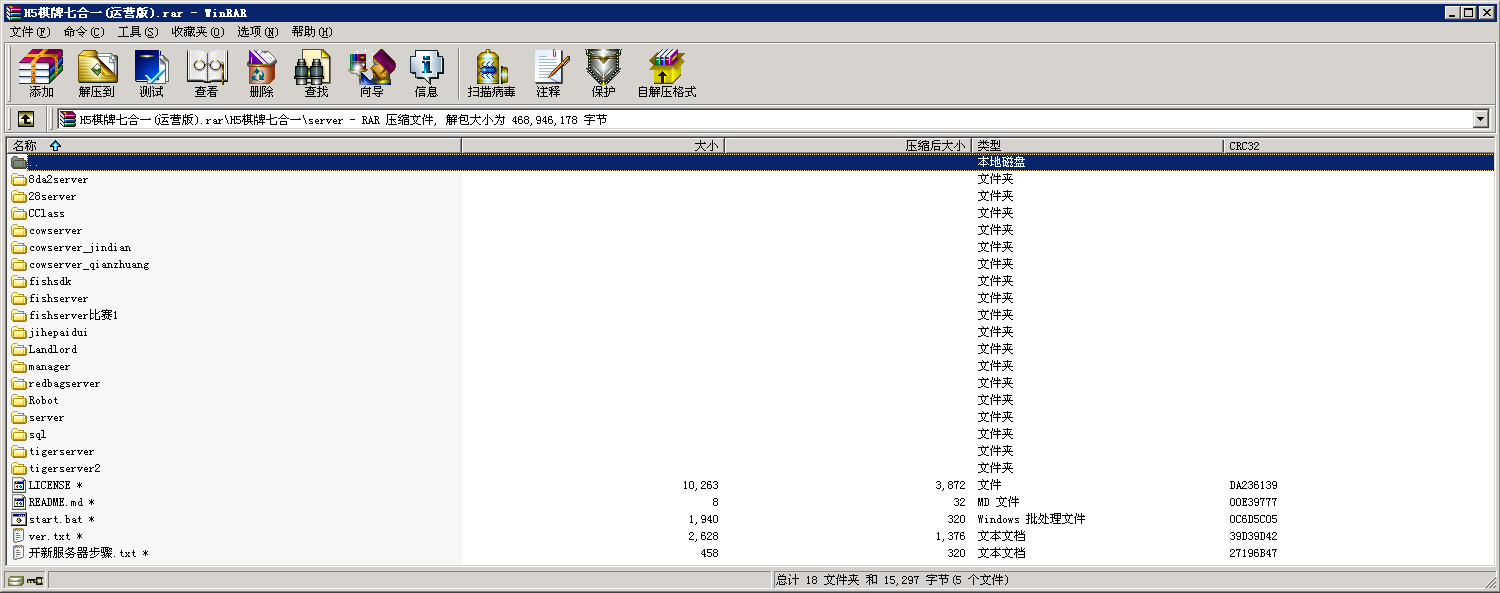 H5棋牌七合一(运营版).rar - WinRAR
文件(F) 命令(C) 工具(S) 收藏夹(O) 选项(N) 帮助(H)
添加 解压到 测试 查看 删除 查找 向导 信息 扫描病毒 注释 保护 自解压格式
H5棋牌七合一(运营版).rar\H5棋牌七合一\server - RAR 压缩文件, 解包大小为 468,946,178 字节
名称 大小 压缩后大小 类型 CRC32
.. 本地磁盘
8da2server 文件夹
28server 文件夹
CClass 文件夹
cowserver 文件夹
cowserver_jindian 文件夹
cowserver_qianzhuang 文件夹
fishsdk 文件夹
fishserver 文件夹
fishserver比赛1 文件夹
jihepaidui 文件夹
Landlord 文件夹
manager 文件夹
redbagserver 文件夹
Robot 文件夹
server 文件夹
sql 文件夹
tigerserver 文件夹
tigerserver2 文件夹
LICENSE * 10,263 3,872 文件 DA236139
README.md * 8 32 MD 文件 00E39777
start.bat * 1,940 320 Windows 批处理文件 0C6D5C05
ver.txt * 2,628 1,376 文本文档 39D39D42
开新服务器步骤.txt * 458 320 文本文档 27196B47
总计 18 文件夹 和 15,297 字节(5 个文件)